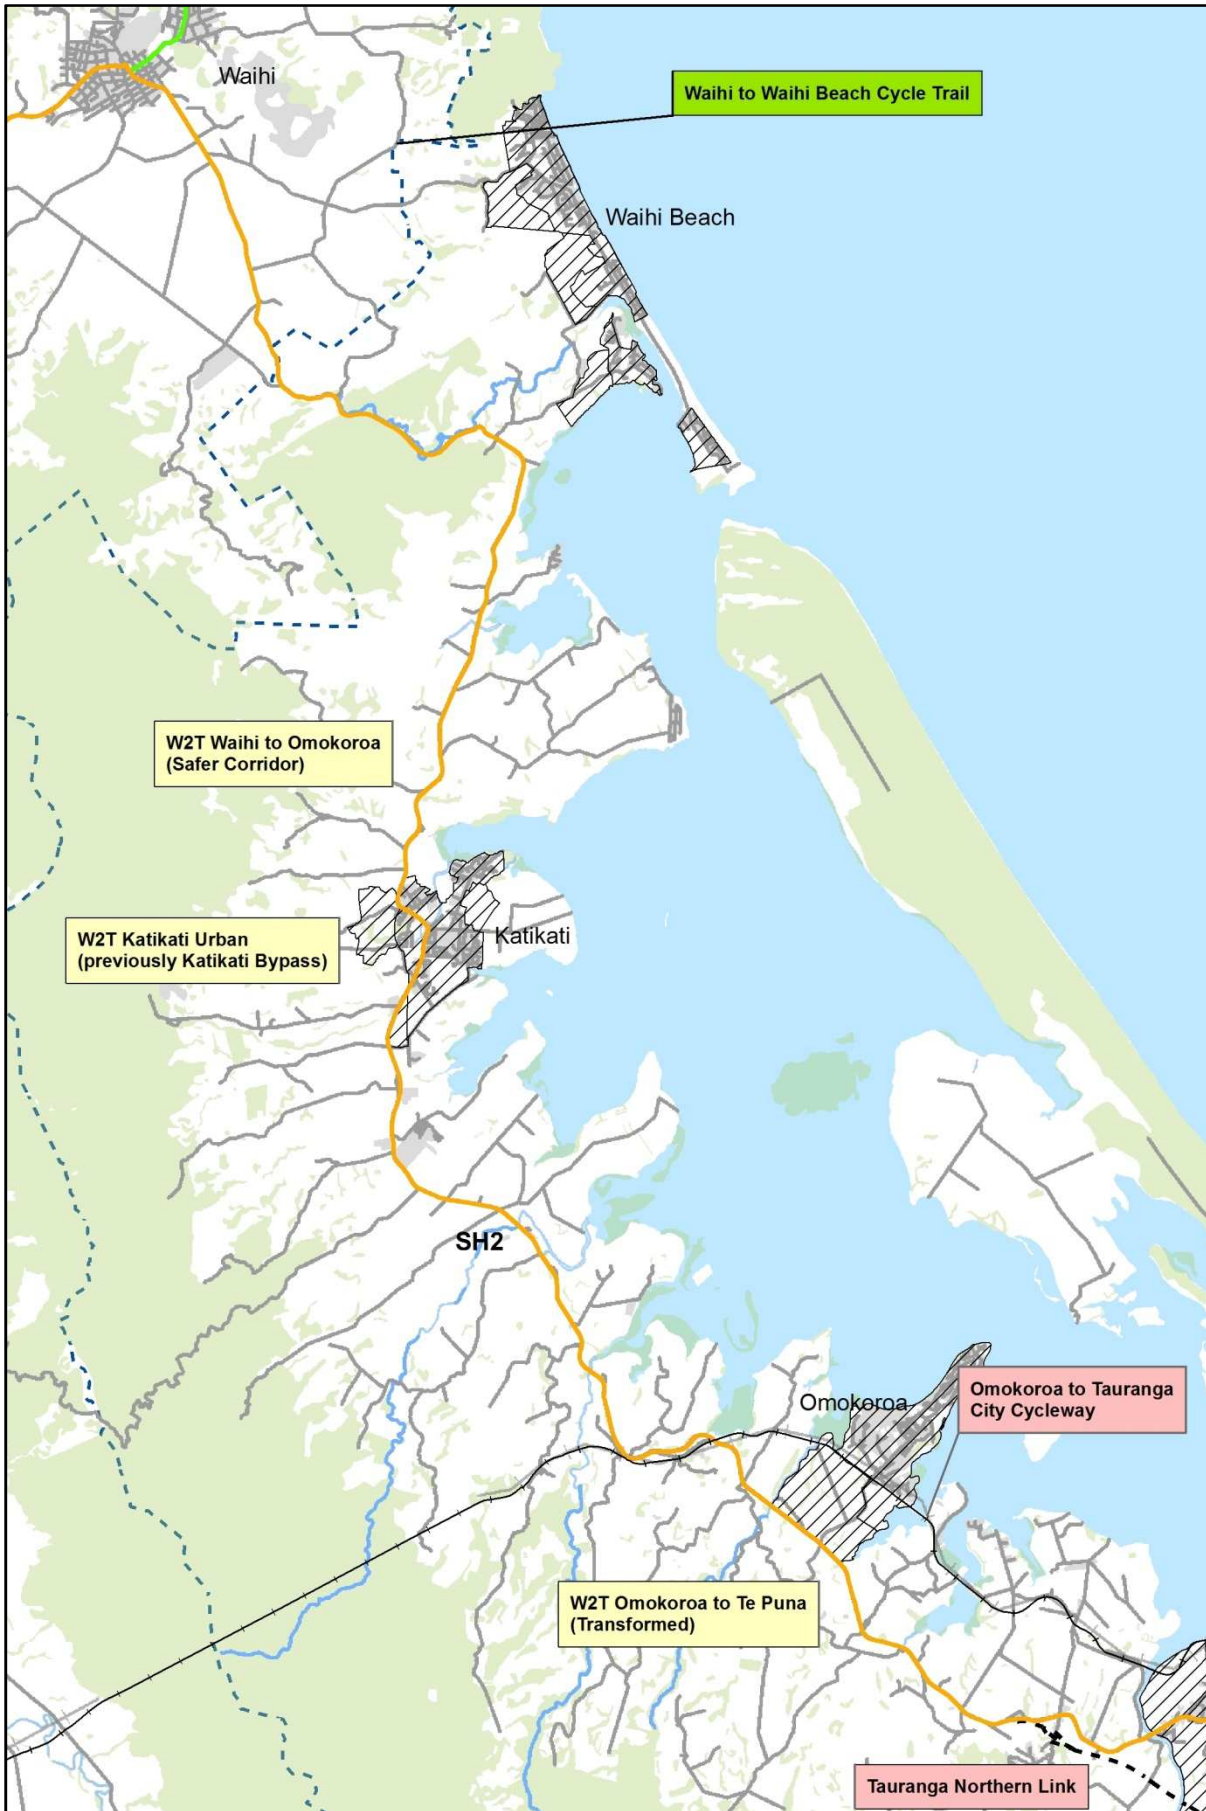 Waihi
Waihi to Waihi Beach Cycle Trail
Waihi Beach
W2T Waihi to Omokoroa
(Safer Corridor)
W2T Katikati Urban
(previously Katikati Bypass)
Katikati
SH2
Omokoroa
Omokoroa to Tauranga
City Cycleway
W2T Omokoroa to Te Puna
(Transformed)
Tauranga Northern Link